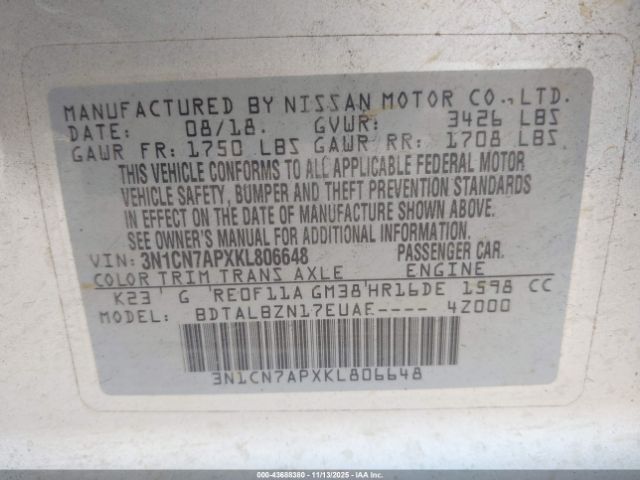 MANUFACTURED BY NISSAN MOTOR CO.,LTD.
DATE: 08/18. GVWR: 3426 LBS
GAWR FR: 1750 LBS GAWR RR: 1708 LBS
THIS VEHICLE CONFORMS TO ALL APPLICABLE FEDERAL MOTOR
VEHICLE SAFETY, BUMPER AND THEFT PREVENTION STANDARDS
IN EFFECT ON THE DATE OF MANUFACTURE SHOWN ABOVE.
SEE OWNER'S MANUAL FOR ADDITIONAL INFORMATION.
VIN: 3N1CN7APXKL806648 PASSENGER CAR.
COLOR TRIM TRANS AXLE ENGINE
K23 G RE0F11A GM38 HR16DE 1598 CC
MODEL: BDTALBZN17EUAE---- 4Z000
3N1CN7APXKL806648
000-43688380 - 11/13/2025 - IAAI.COM